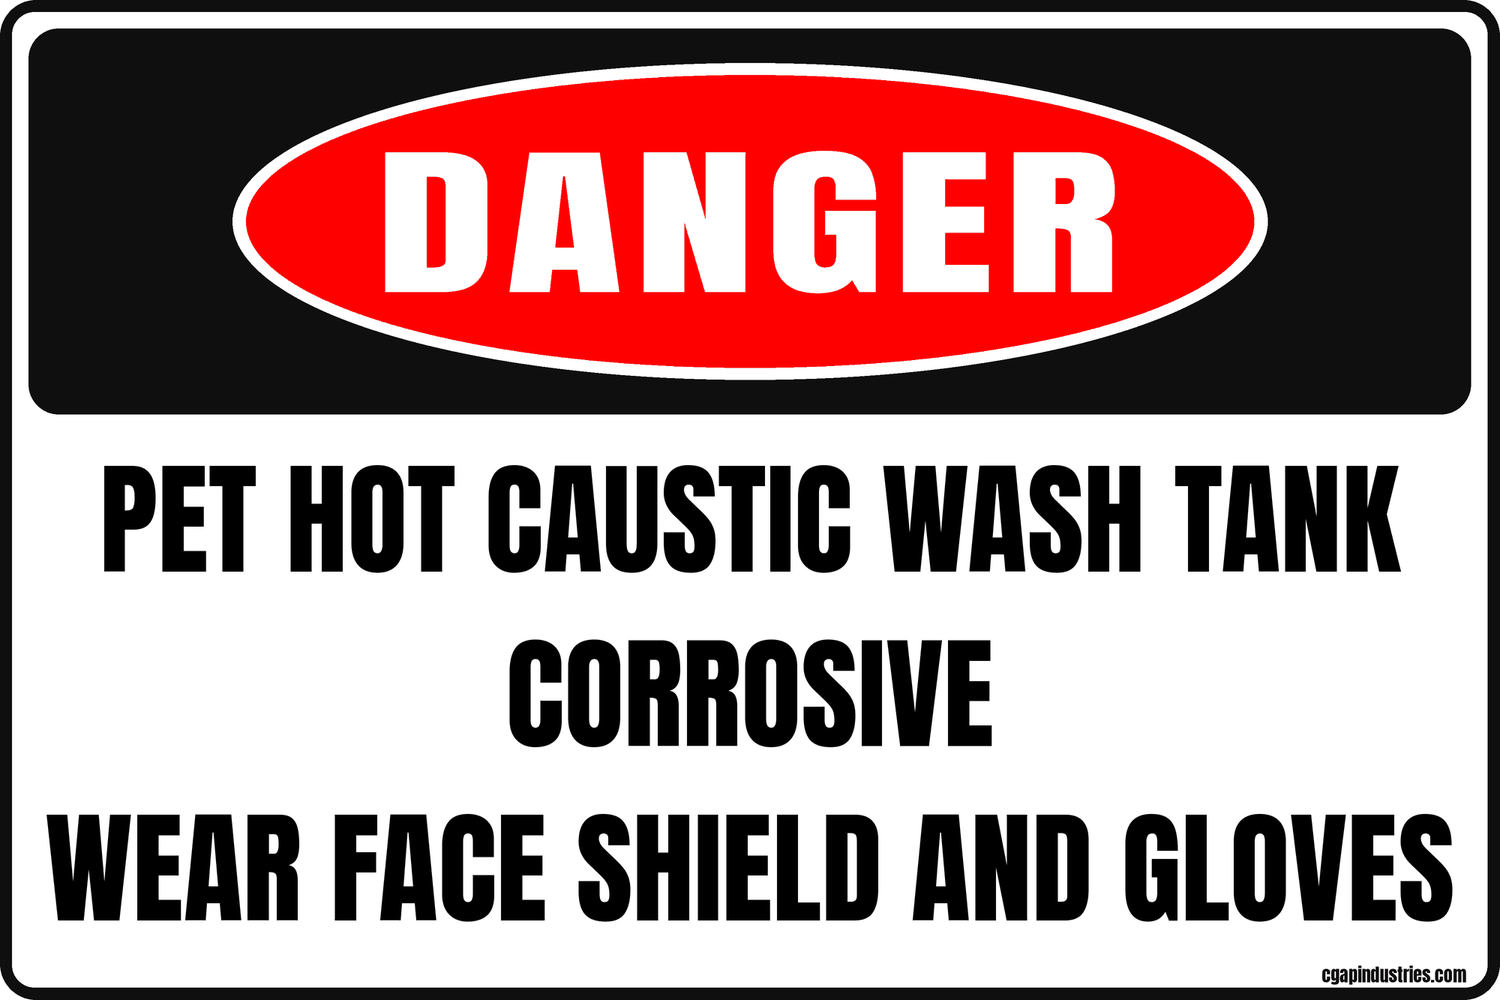 DANGER
PET HOT CAUSTIC WASH TANK
CORROSIVE
WEAR FACE SHIELD AND GLOVES
cgapindustries.com